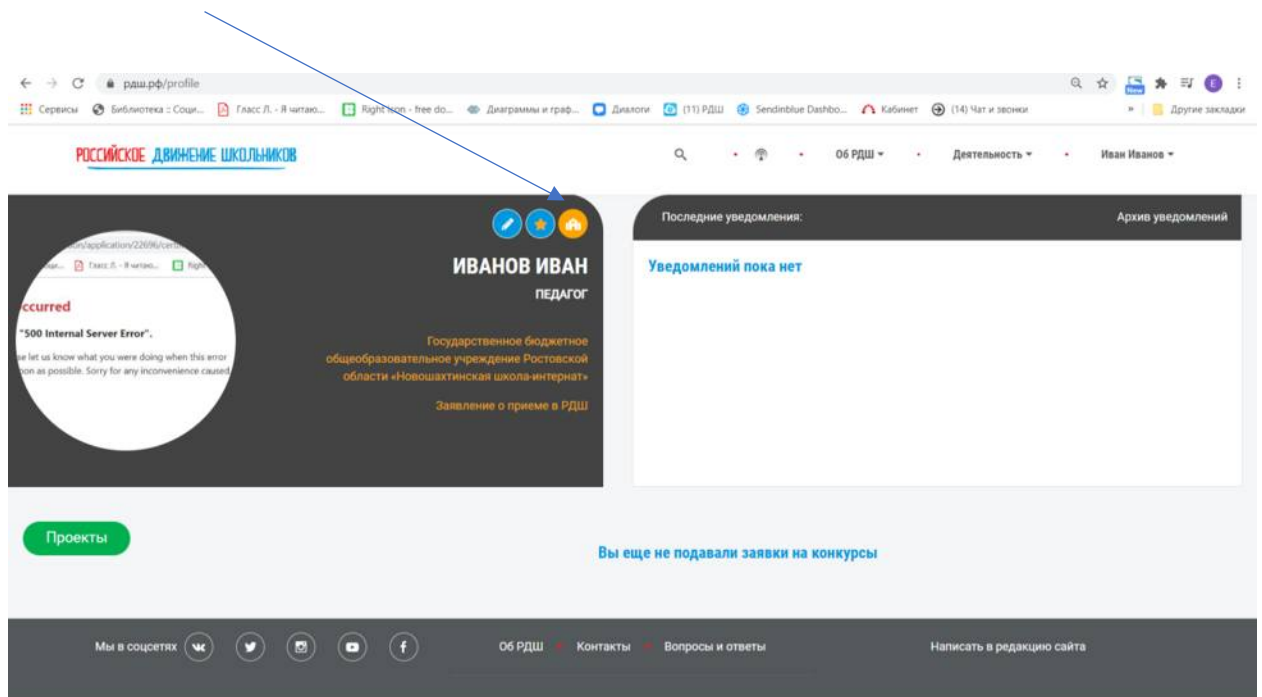 рдш.рф/profile
Сервисы Библиотека :: Соци... Гласс Л. - Я читаю... Right Icon - free do... Диаграммы и граф... Диалоги (11) РДШ Sendinblue Dashbo... Кабинет (14) Чат и звонки » Другие закладки
New
E
РОССИЙСКОЕ ДВИЖЕНИЕ ШКОЛЬНИКОВ
Об РДШ
Деятельность
Иван Иванов
ИВАНОВ ИВАН
ПЕДАГОГ
Государственное бюджетное
общеобразовательное учреждение Ростовской
области «Новошахтинская школа-интернат»
Заявление о приеме в РДШ
Гласс Л. - Я читаю...
ccurred
"500 Internal Server Error".
se let us know what you were doing when this error
oon as possible. Sorry for any inconvenience caused
Последние уведомления:
Архив уведомлений
Уведомлений пока нет
Проекты
Вы еще не подавали заявки на конкурсы
Мы в соцсетях
Об РДШ
Контакты
Вопросы и ответы
Написать в редакцию сайта